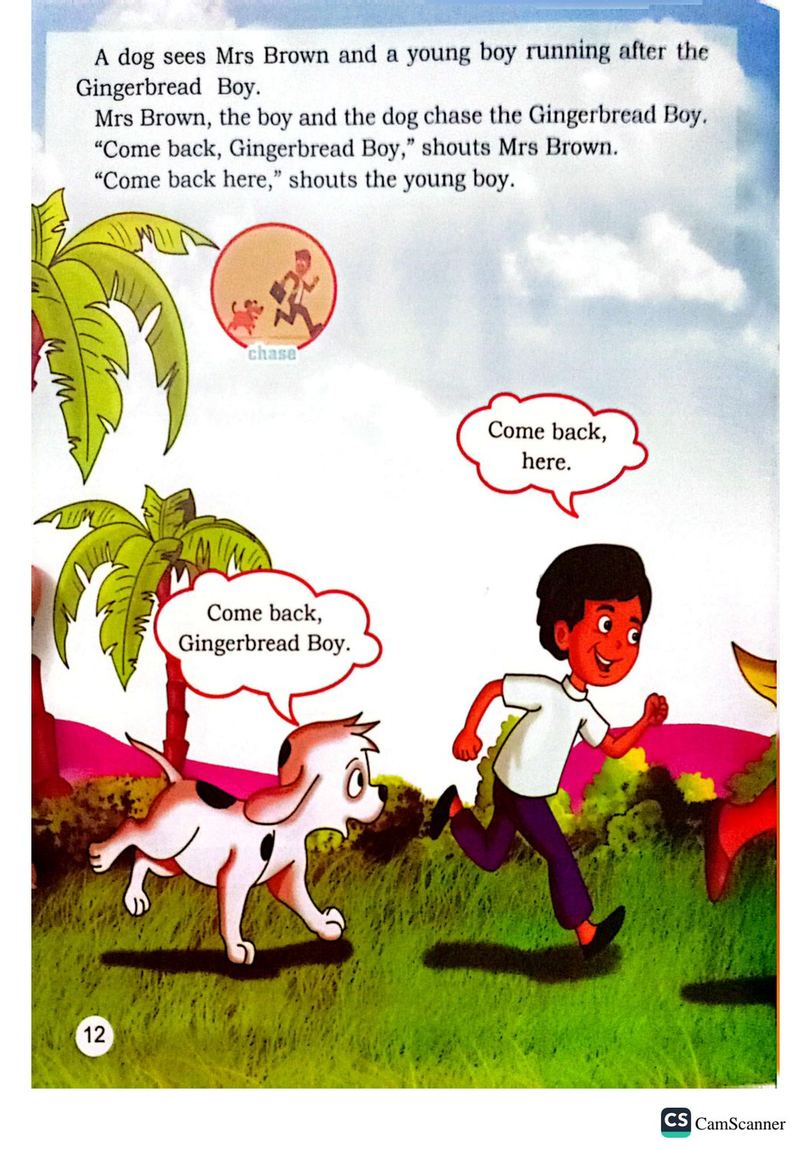 A dog sees Mrs Brown and a young boy running after the
Gingerbread Boy.
Mrs Brown, the boy and the dog chase the Gingerbread Boy.
“Come back, Gingerbread Boy,” shouts Mrs Brown.
“Come back here,” shouts the young boy.
chase
Come back,
here.
Come back,
Gingerbread Boy.
12
CS CamScanner